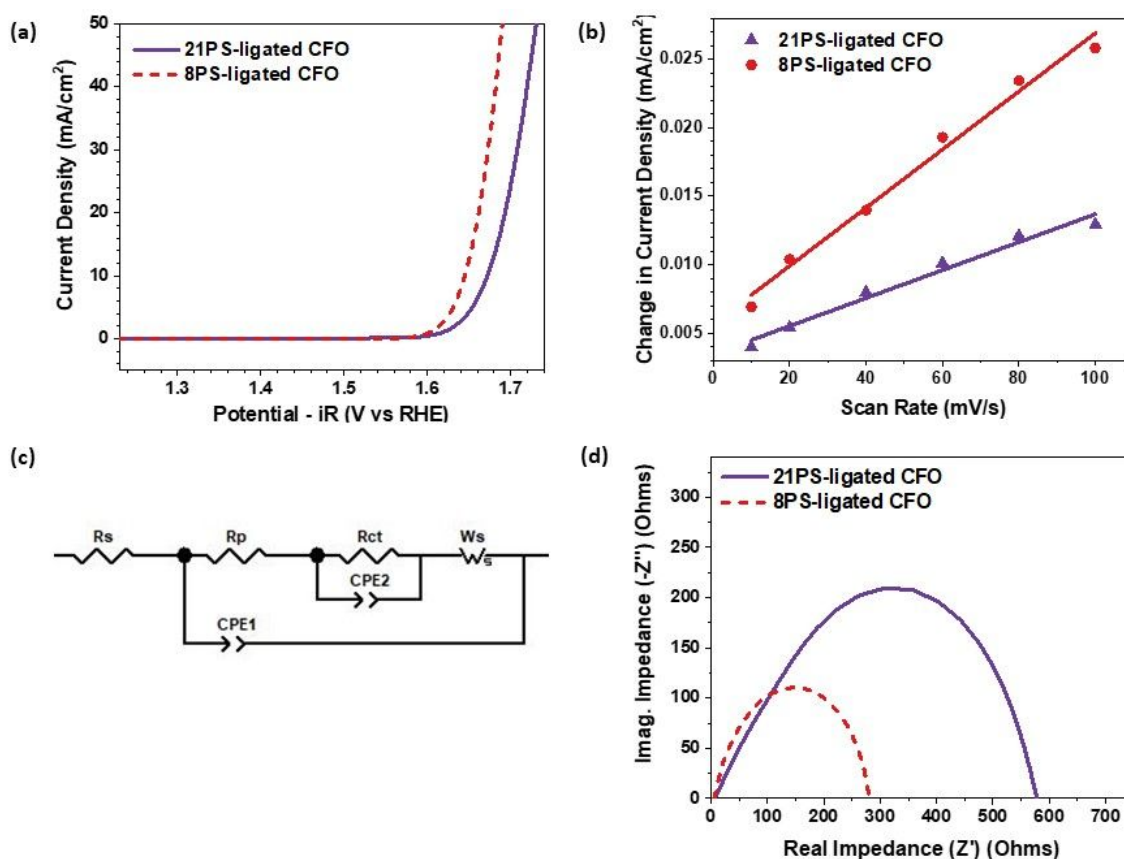 (a)
50
40
30
20
10
0
Current Density (mA/cm²)
21PS-ligated CFO
8PS-ligated CFO
1.3
1.4
1.5
1.6
1.7
Potential - iR (V vs RHE)
(b)
0.025
0.020
0.015
0.010
0.005
Change in Current Density (mA/cm²)
21PS-ligated CFO
8PS-ligated CFO
0
20
40
60
80
100
Scan Rate (mV/s)
(c)
Rs
Rp
Rct
Ws
s
CPE2
CPE1
(d)
300
250
200
150
100
50
0
Imag. Impedance (-Z'') (Ohms)
21PS-ligated CFO
8PS-ligated CFO
0
100
200
300
400
500
600
700
Real Impedance (Z') (Ohms)